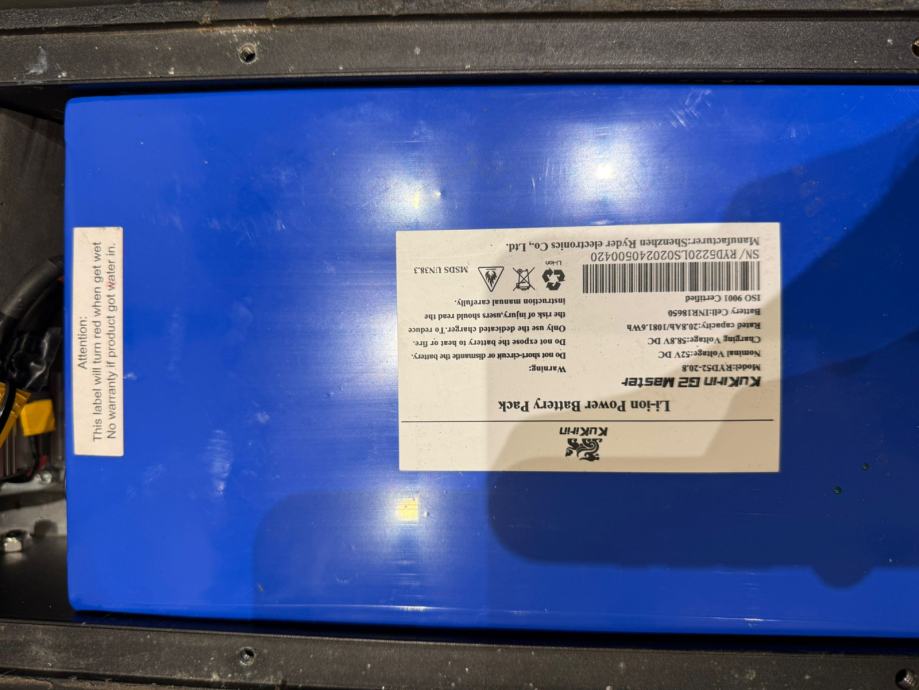 KuKirin
Li-ion Power Battery Pack
KuKirin G2 Master
Model:RYD52-20.8
Nominal Voltage:52V DC
Charging Voltage:58.8V DC
Rated capacity:20.8Ah/1081.6Wh
Battery Cell:INR18650
ISO 9001 Certified
SN/ RYD5220LS0202240500420
Manufacturer:Shenzhen Ryder electronics Co., Ltd.
Warning:
Do not short-circuit or dismantle the battery.
Do not expose the battery to heat or fire.
Only use the dedicated charger.To reduce
the risk of injury,users should read the
instruction manual carefully.
Li-ion
MSDS UN38.3
Attention:
This label will turn red when get wet
No warranty if product got water in.